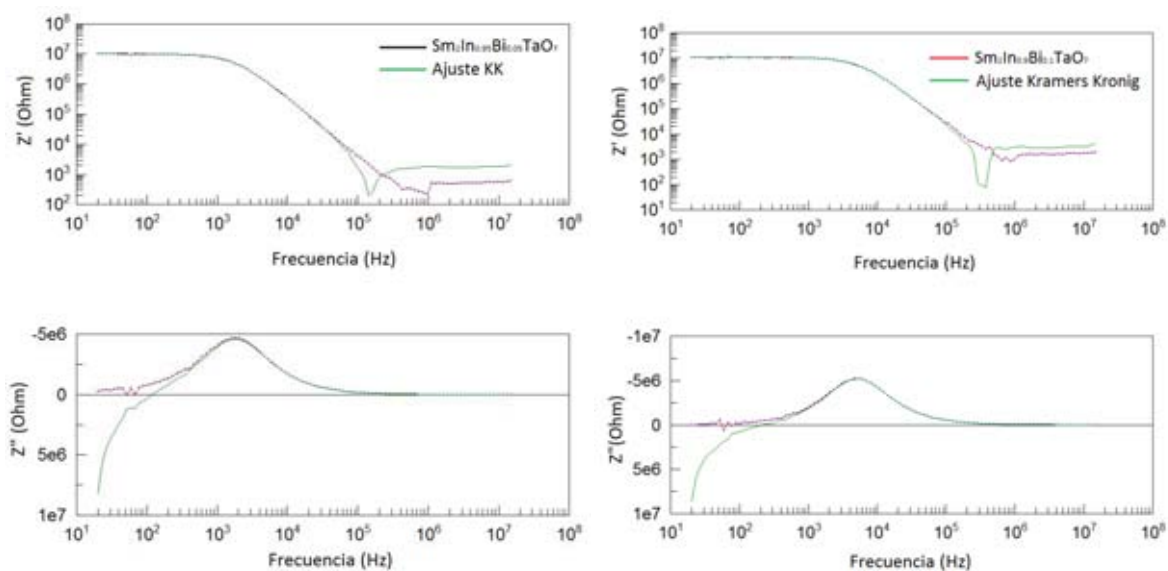 Z' (Ohm)
10⁸
10⁷
10⁶
10⁵
10⁴
10³
10²
Sm₂In₀.₉₅Bi₀.₀₅TaO₇
Ajuste KK
10¹ 10² 10³ 10⁴ 10⁵ 10⁶ 10⁷ 10⁸
Frecuencia (Hz)
Z' (Ohm)
10⁸
10⁷
10⁶
10⁵
10⁴
10³
10²
10¹
Sm₂In₀.₉Bi₀.₁TaO₇
Ajuste Kramers Kronig
10¹ 10² 10³ 10⁴ 10⁵ 10⁶ 10⁷ 10⁸
Frecuencia (Hz)
Z'' (Ohm)
-5e6
0
5e6
1e7
10¹ 10² 10³ 10⁴ 10⁵ 10⁶ 10⁷ 10⁸
Frecuencia (Hz)
Z''(Ohm)
-1e7
-5e6
0
5e6
1e7
10¹ 10² 10³ 10⁴ 10⁵ 10⁶ 10⁷ 10⁸
Frecuencia (Hz)